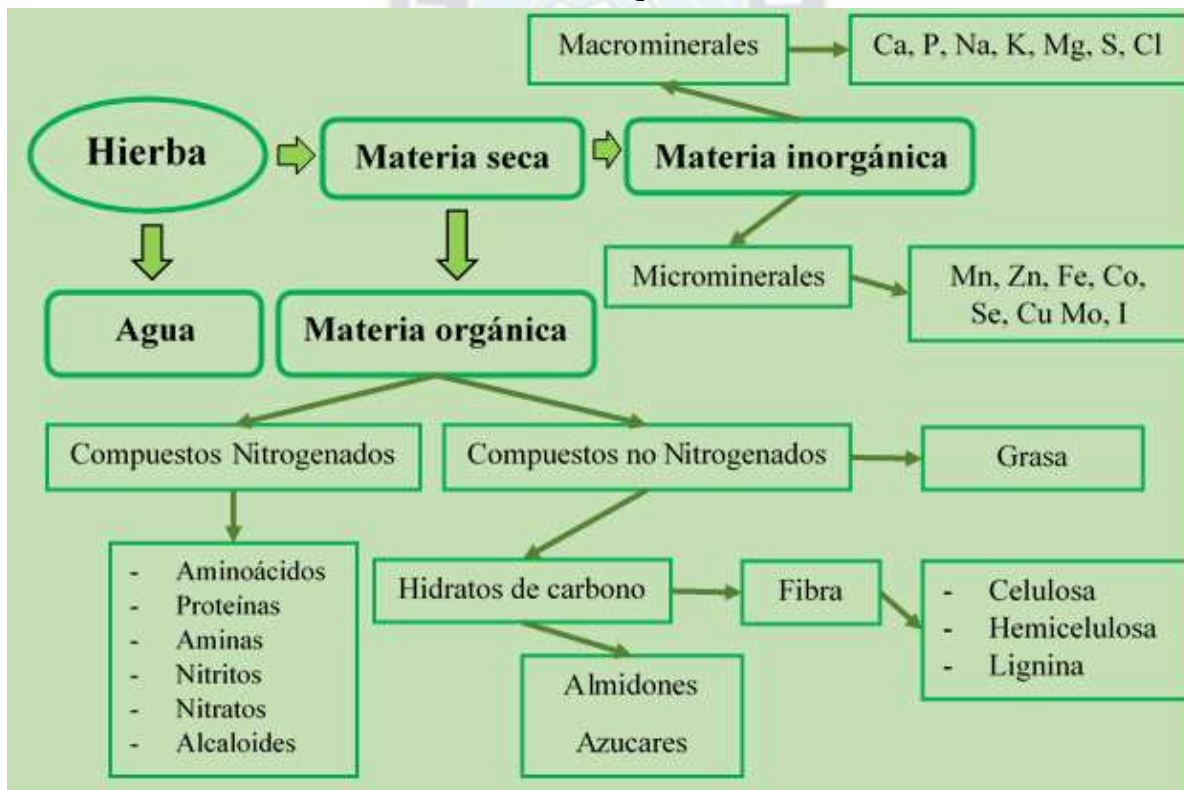 Macrominerales
Ca, P, Na, K, Mg, S, Cl
Hierba
Materia seca
Materia inorgánica
Microminerales
Mn, Zn, Fe, Co,
Se, Cu Mo, I
Agua
Materia orgánica
Compuestos Nitrogenados
Compuestos no Nitrogenados
Grasa
- Aminoácidos
- Proteínas
- Aminas
- Nitritos
- Nitratos
- Alcaloides
Hidratos de carbono
Fibra
- Celulosa
- Hemicelulosa
- Lignina
Almidones
Azucares